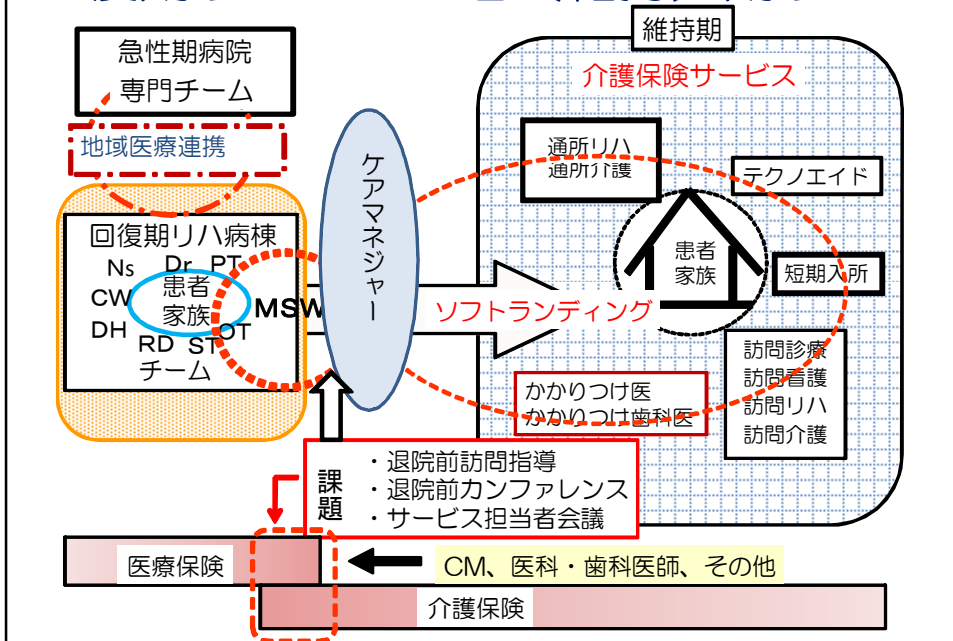 急性期病院
専門チーム
地域医療連携
回復期リハ病棟
Ns Dr PT
CW 患者
家族 MSW
DH
RD ST OT
チーム
ケアマネジャー
ソフトランディング
維持期
介護保険サービス
通所リハ
通所介護
テクノエイド
患者
家族
短期入所
訪問診療
訪問看護
訪問リハ
訪問介護
かかりつけ医
かかりつけ歯科医
課題
・退院前訪問指導
・退院前カンファレンス
・サービス担当者会議
医療保険
CM、医科・歯科医師、その他
介護保険